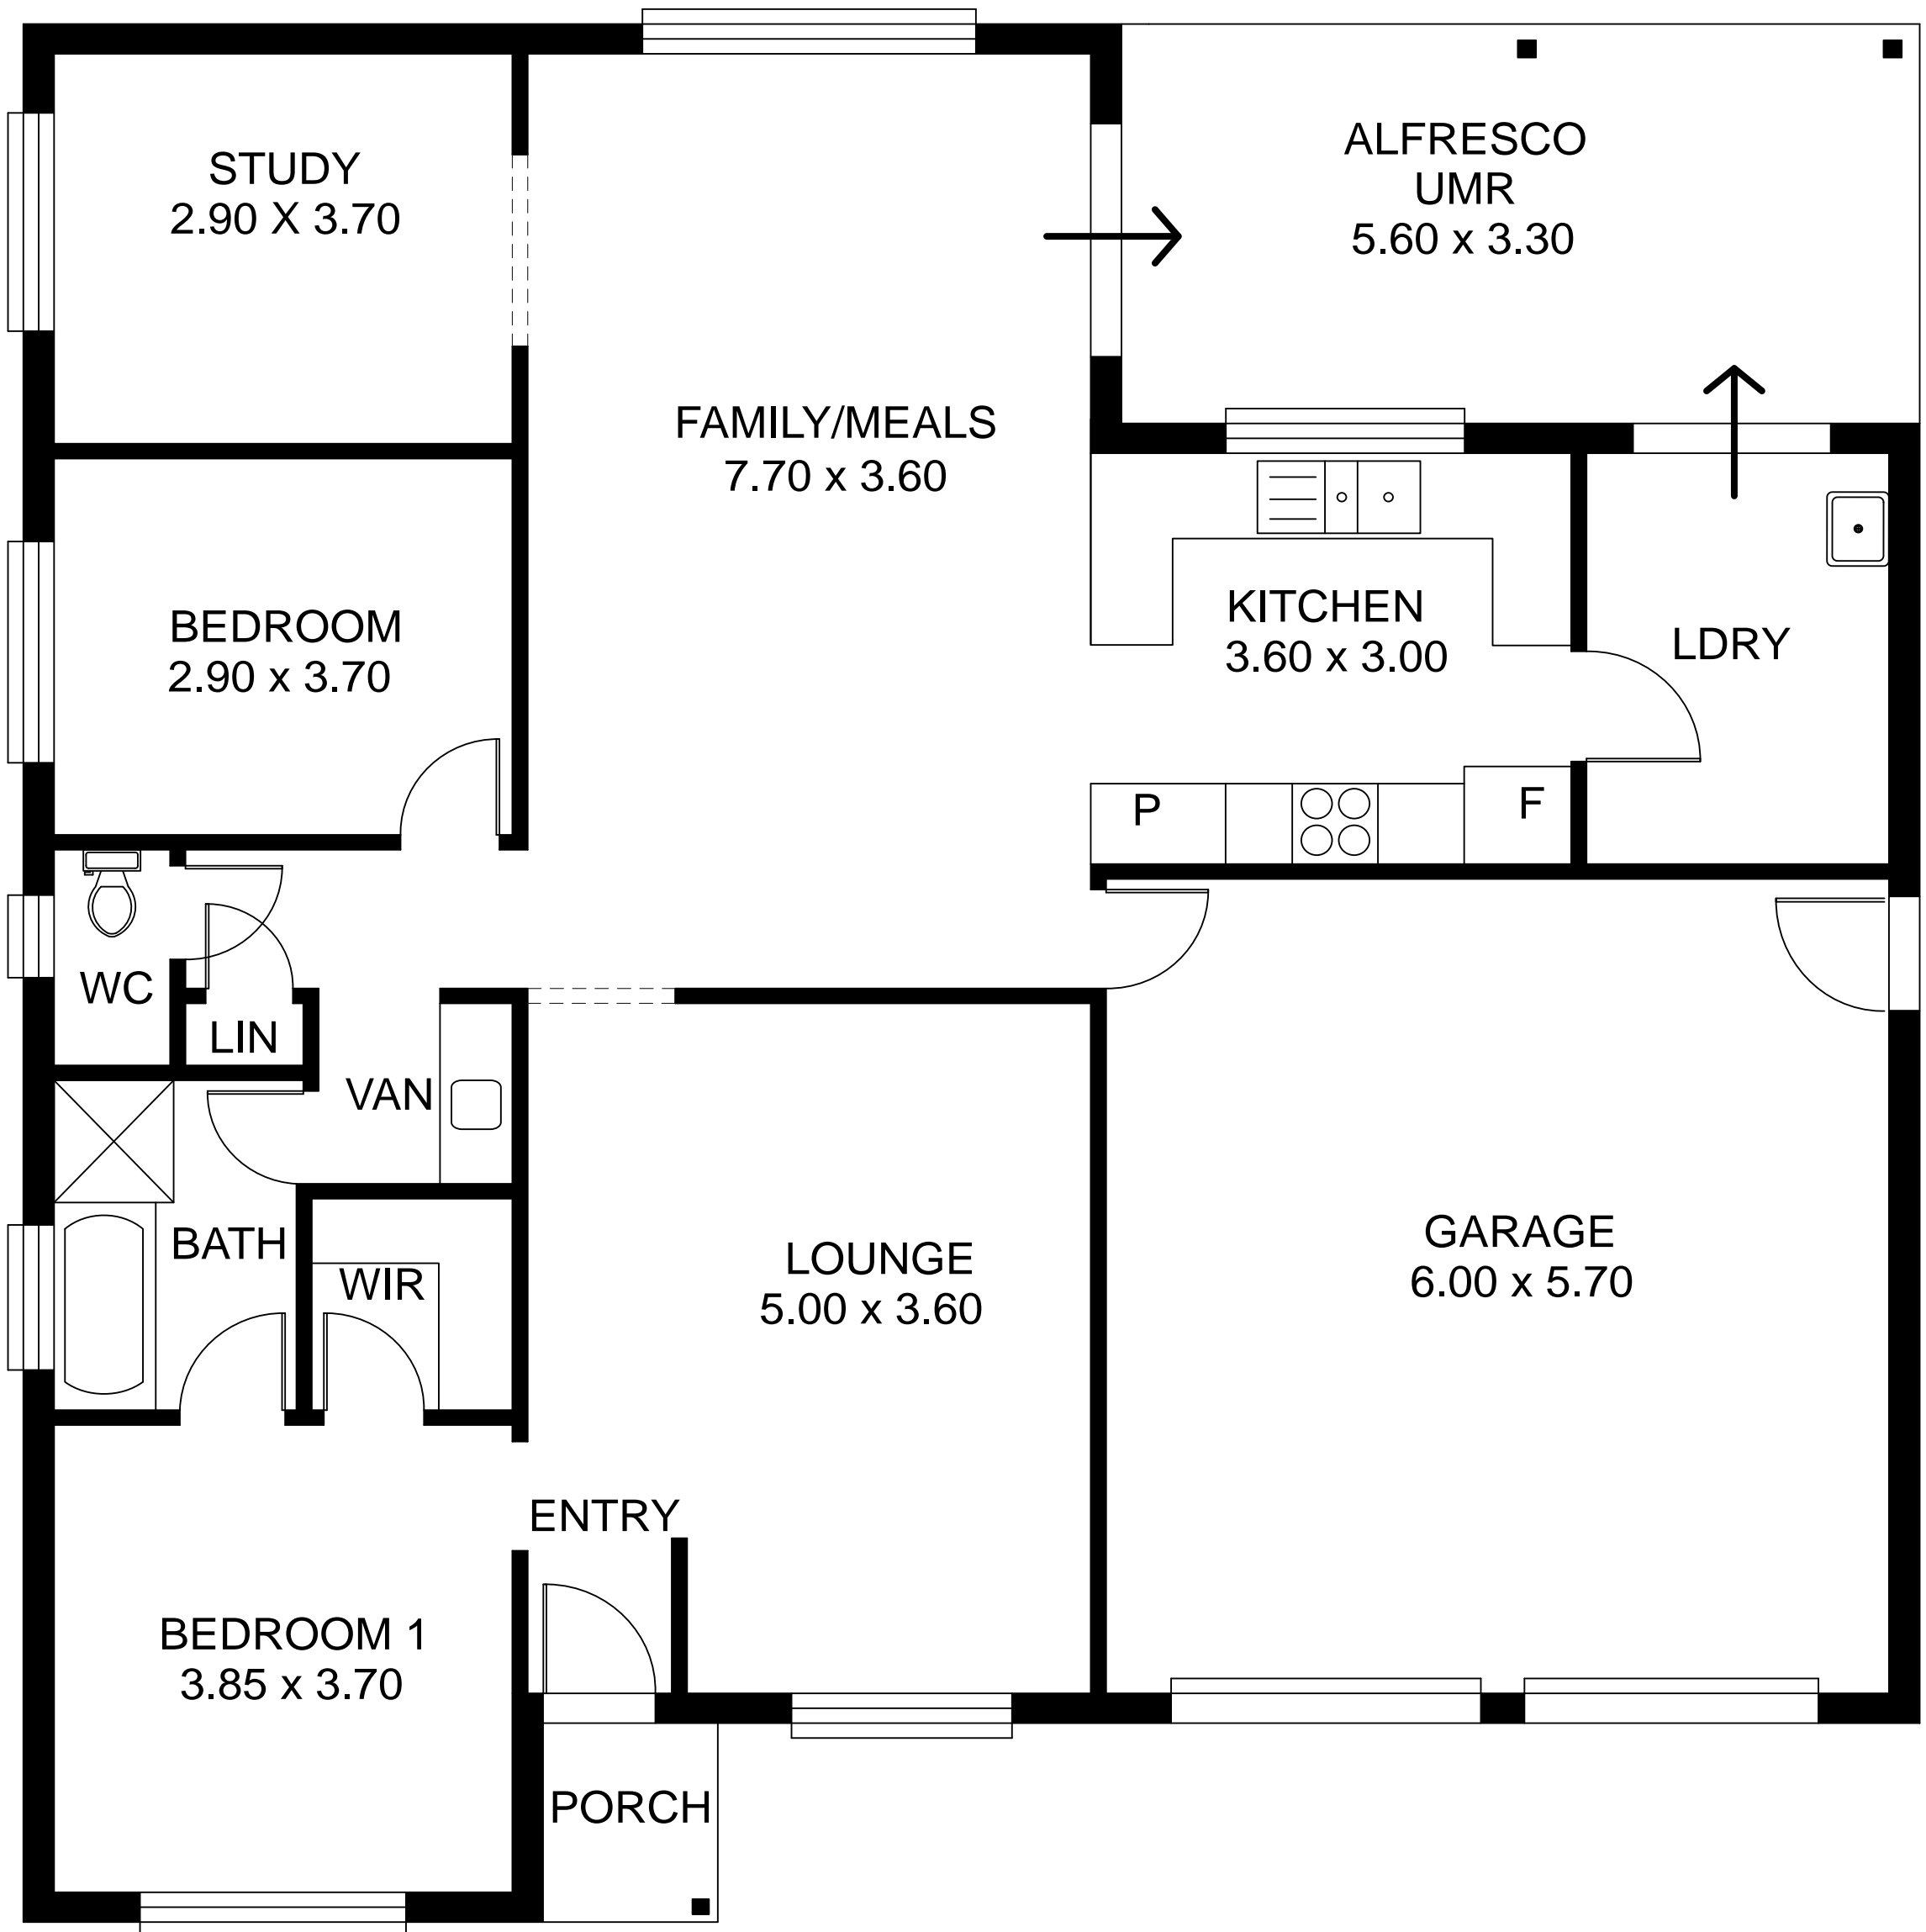 STUDY
2.90 X 3.70
ALFRESCO
UMR
5.60 x 3.30
FAMILY/MEALS
7.70 x 3.60
BEDROOM
2.90 x 3.70
KITCHEN
3.60 x 3.00
LDRY
P
F
WC
LIN
VAN
BATH
WIR
LOUNGE
5.00 x 3.60
GARAGE
6.00 x 5.70
ENTRY
BEDROOM 1
3.85 x 3.70
PORCH